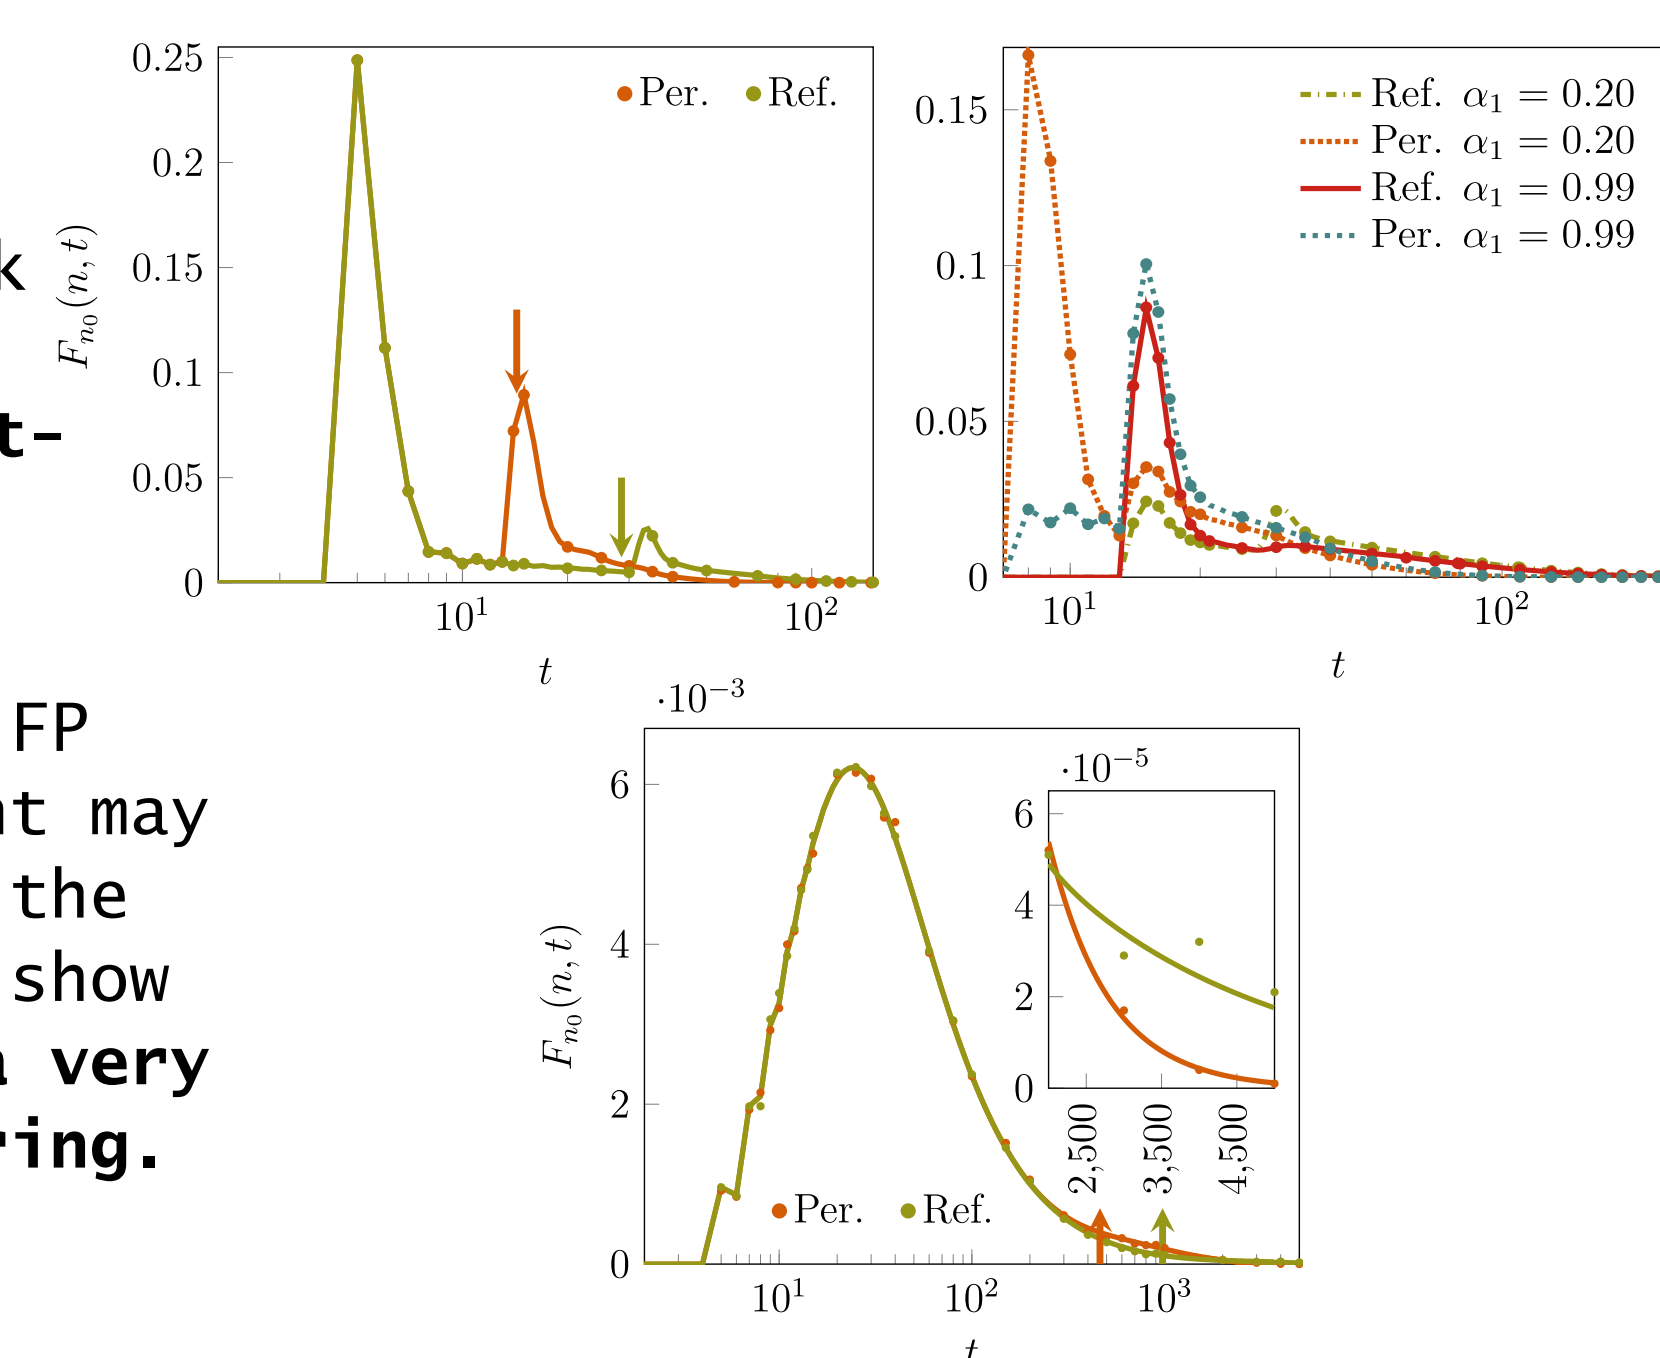 k
t-
FP
nt may
the
show
a very
ring.
0.25
0.2
0.15
0.1
0.05
0
F_{n_0}(n, t)
Per. Ref.
10^1 10^2
t
0.15
0.1
0.05
0
Ref. α_1 = 0.20
Per. α_1 = 0.20
Ref. α_1 = 0.99
Per. α_1 = 0.99
10^1 10^2
t
·10^{−3}
6
4
2
0
F_{n_0}(n, t)
Per. Ref.
10^1 10^2 10^3
t
·10^{−5}
6
4
2
0
2,500 3,500 4,500